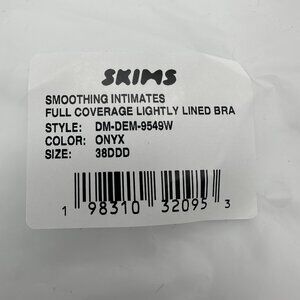 SKIMS
SMOOTHING INTIMATES
FULL COVERAGE LIGHTLY LINED BRA
STYLE: DM-DEM-9549W
COLOR: ONYX
SIZE: 38DDD
1 98310 32095 3